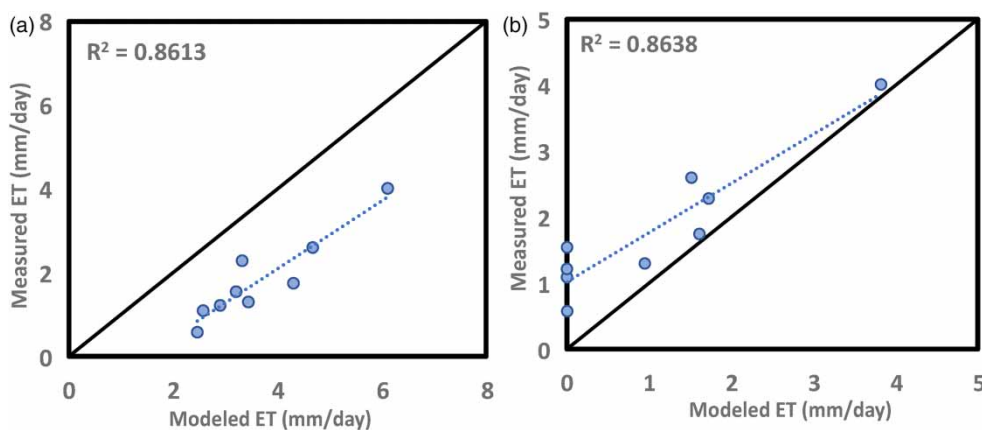 (a)
R² = 0.8613
Measured ET (mm/day)
8
6
4
2
0
0 2 4 6 8
Modeled ET (mm/day)
(b)
R² = 0.8638
Measured ET (mm/day)
5
4
3
2
1
0
0 1 2 3 4 5
Modeled ET (mm/day)